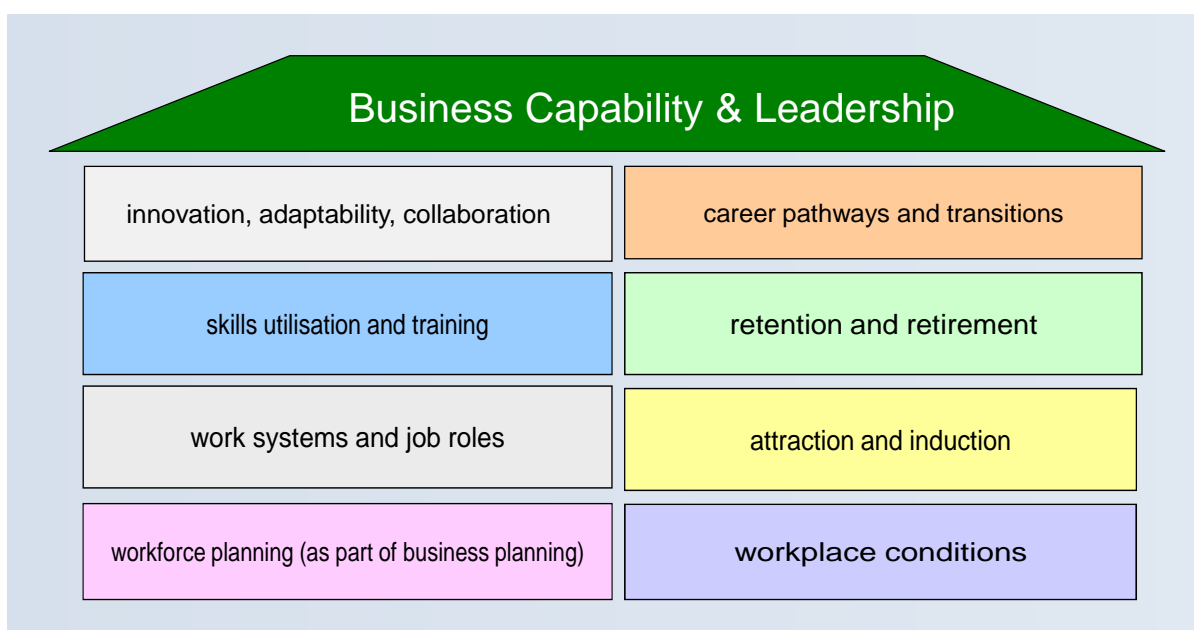 Business Capability & Leadership
innovation, adaptability, collaboration
career pathways and transitions
skills utilisation and training
retention and retirement
work systems and job roles
attraction and induction
workforce planning (as part of business planning)
workplace conditions